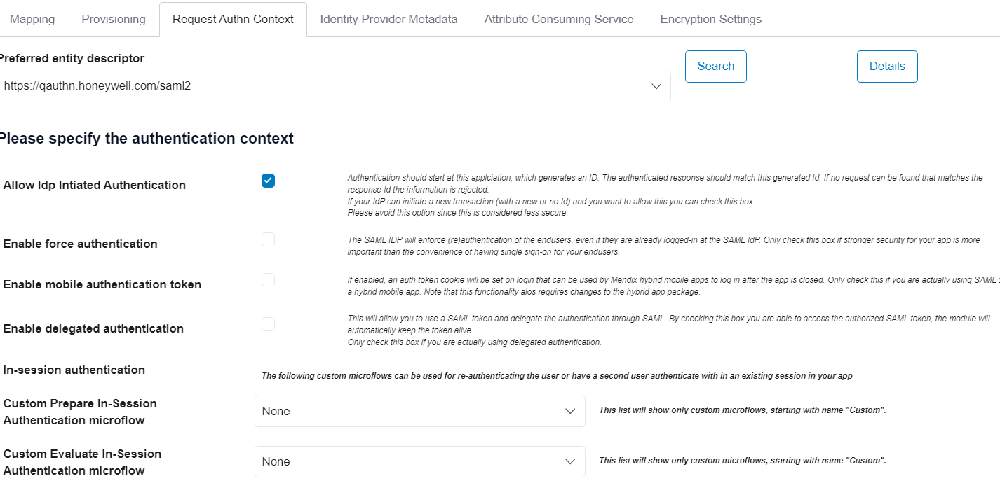 Mapping Provisioning Request Authn Context Identity Provider Metadata Attribute Consuming Service Encryption Settings
Preferred entity descriptor
https://qauthn.honeywell.com/saml2
Search
Details
Please specify the authentication context
Allow Idp Intiated Authentication
Authentication should start at this applciation, which generates an ID. The authenticated response should match this generated Id. If no request can be found that matches the
response Id the information is rejected.
If your IdP can initiate a new transaction (with a new or no Id) and you want to allow this you can check this box.
Please avoid this option since this is considered less secure.
Enable force authentication
The SAML IDP will enforce (re)authentication of the endusers, even if they are already logged-in at the SAML IdP. Only check this box if stronger security for your app is more
important than the convenience of having single sign-on for your endusers.
Enable mobile authentication token
If enabled, an auth token cookie will be set on login that can be used by Mendix hybrid mobile apps to log in after the app is closed. Only check this if you are actually using SAML
a hybrid mobile app. Note that this functionality alos requires changes to the hybrid app package.
Enable delegated authentication
This will allow you to use a SAML token and delegate the authentication through SAML. By checking this box you are able to access the authorized SAML token, the module will
automatically keep the token alive.
Only check this box if you are actually using delegated authentication.
In-session authentication
The following custom microflows can be used for re-authenticating the user or have a second user authenticate with in an existing session in your app
Custom Prepare In-Session
Authentication microflow
None
This list will show only custom microflows, starting with name "Custom".
Custom Evaluate In-Session
Authentication microflow
None
This list will show only custom microflows, starting with name "Custom".